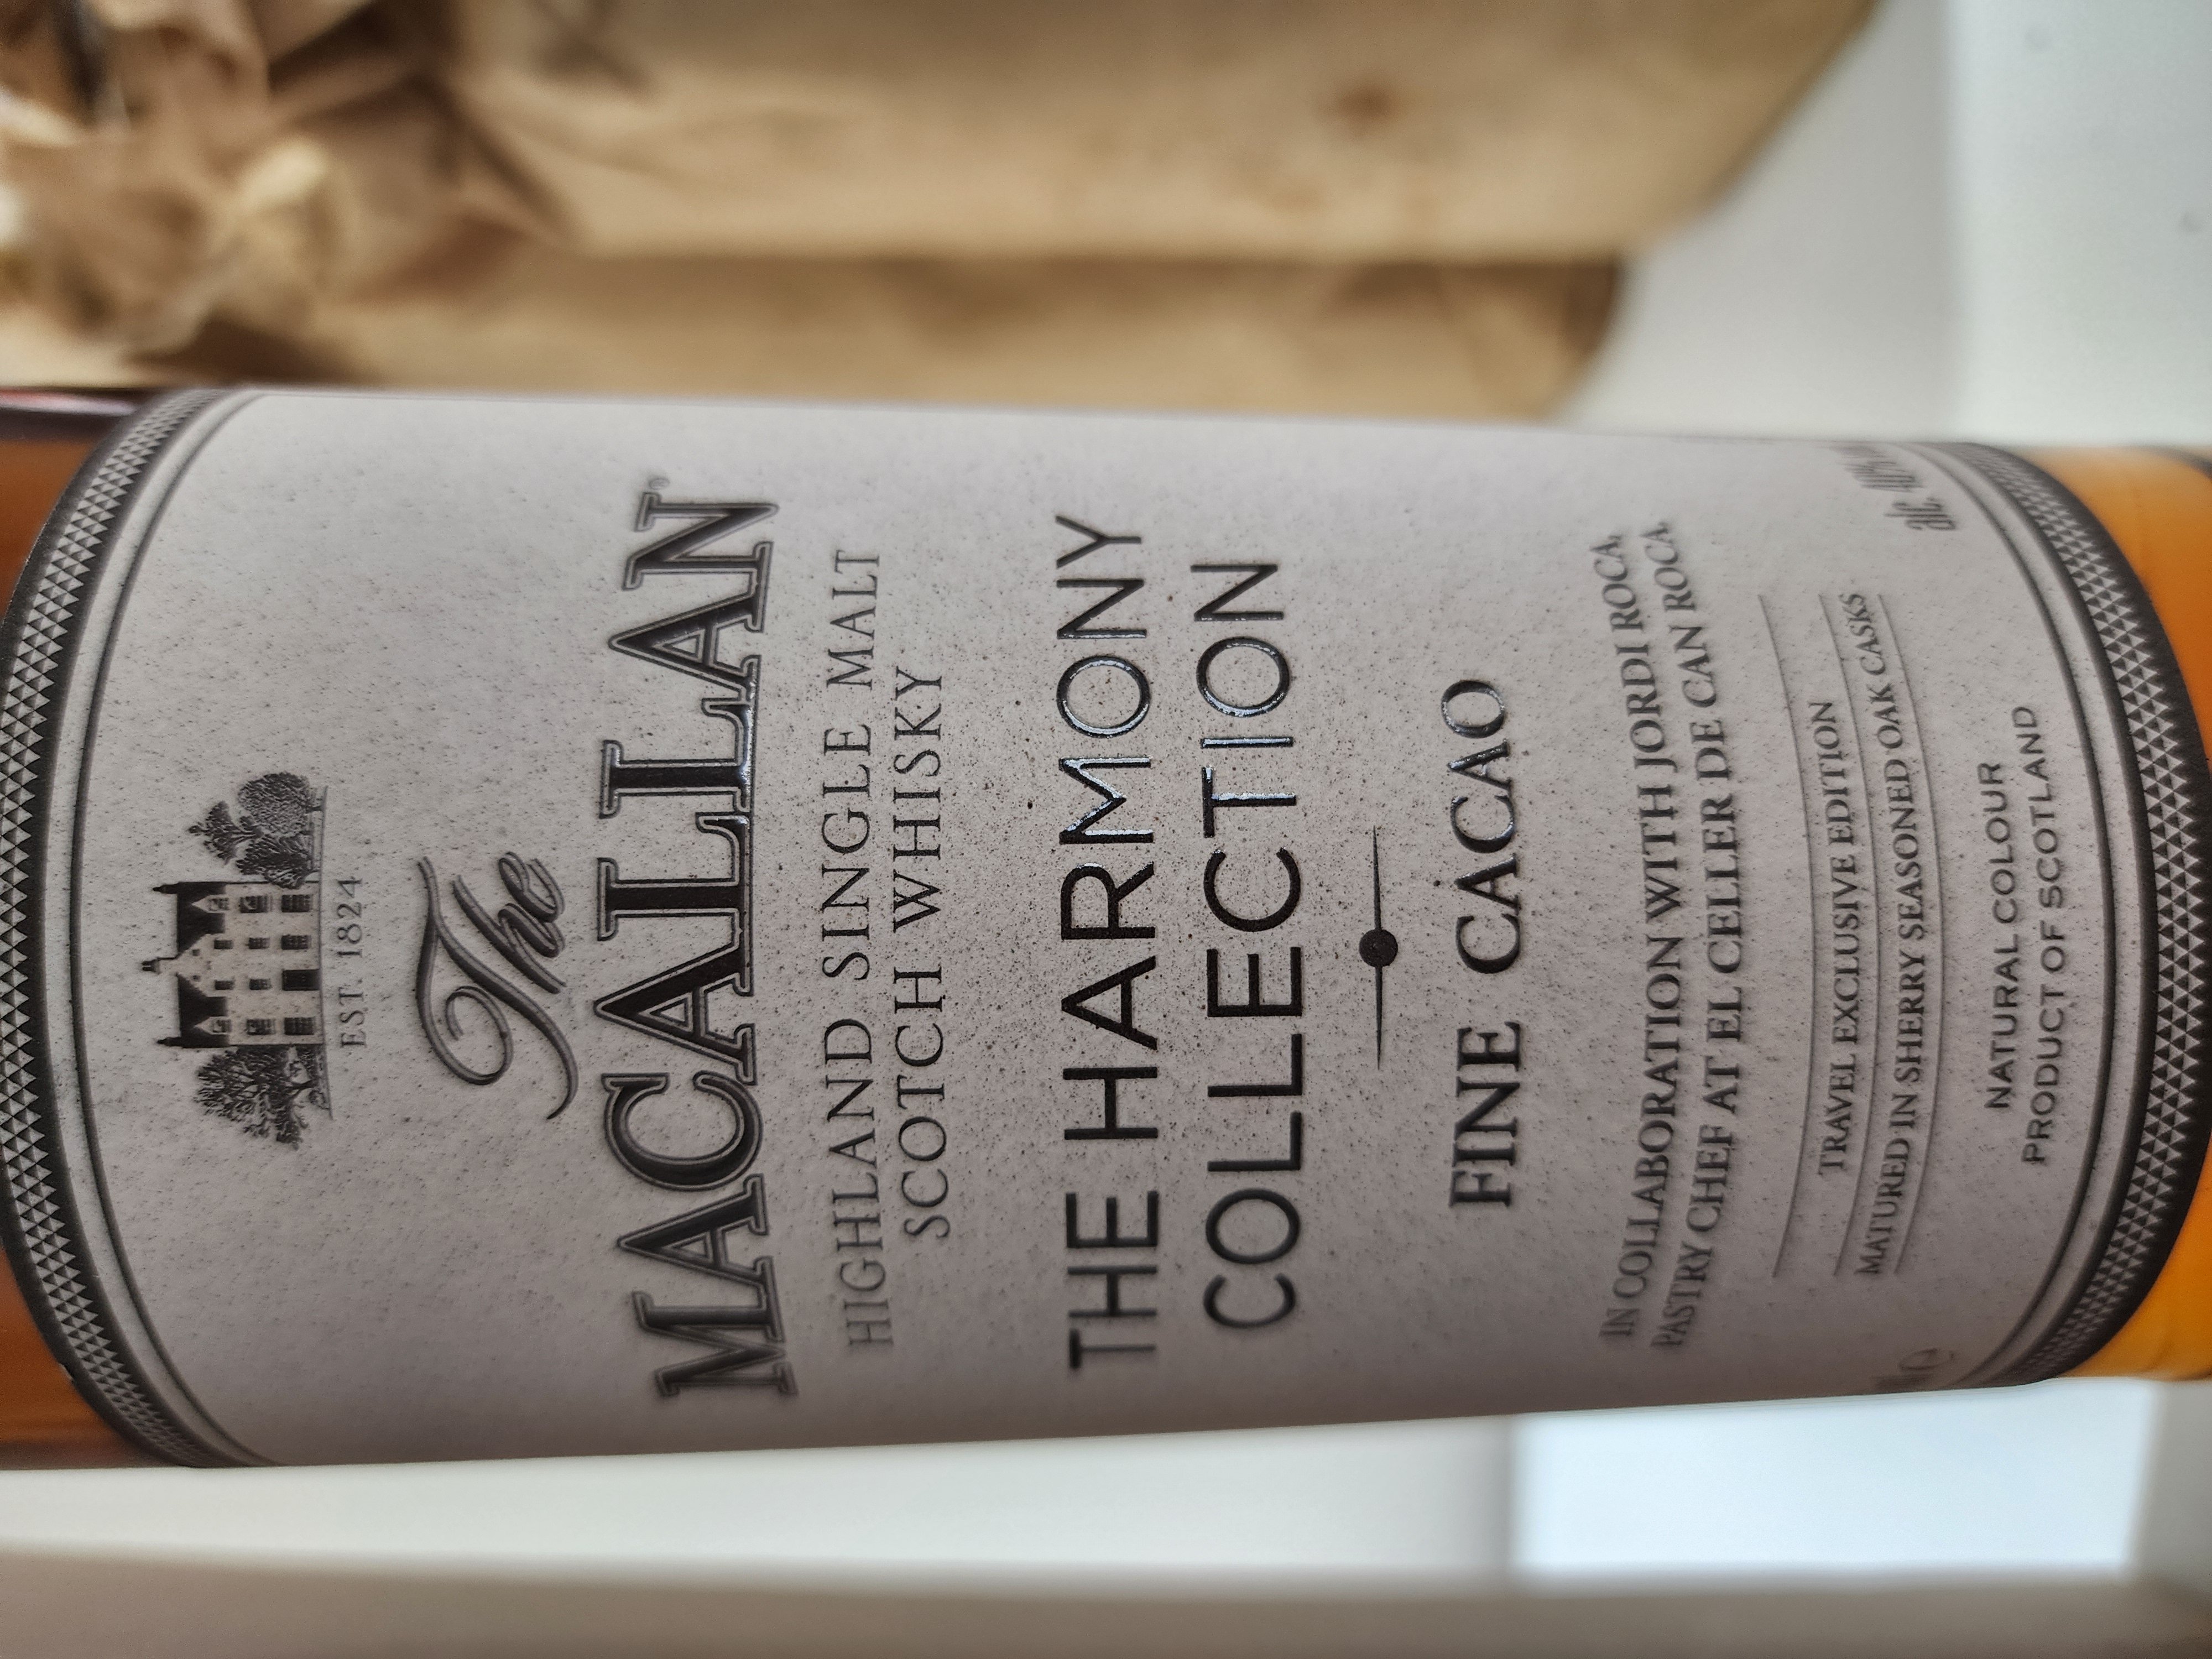 EST. 1824
The
MACALLAN®
HIGHLAND SINGLE MALT
SCOTCH WHISKY
THE HARMONY
COLLECTION
FINE CACAO
IN COLLABORATION WITH JORDI ROCA,
PASTRY CHEF AT EL CELLER DE CAN ROCA.
TRAVEL EXCLUSIVE EDITION
MATURED IN SHERRY SEASONED OAK CASKS
alc. 40%
NATURAL COLOUR
PRODUCT OF SCOTLAND